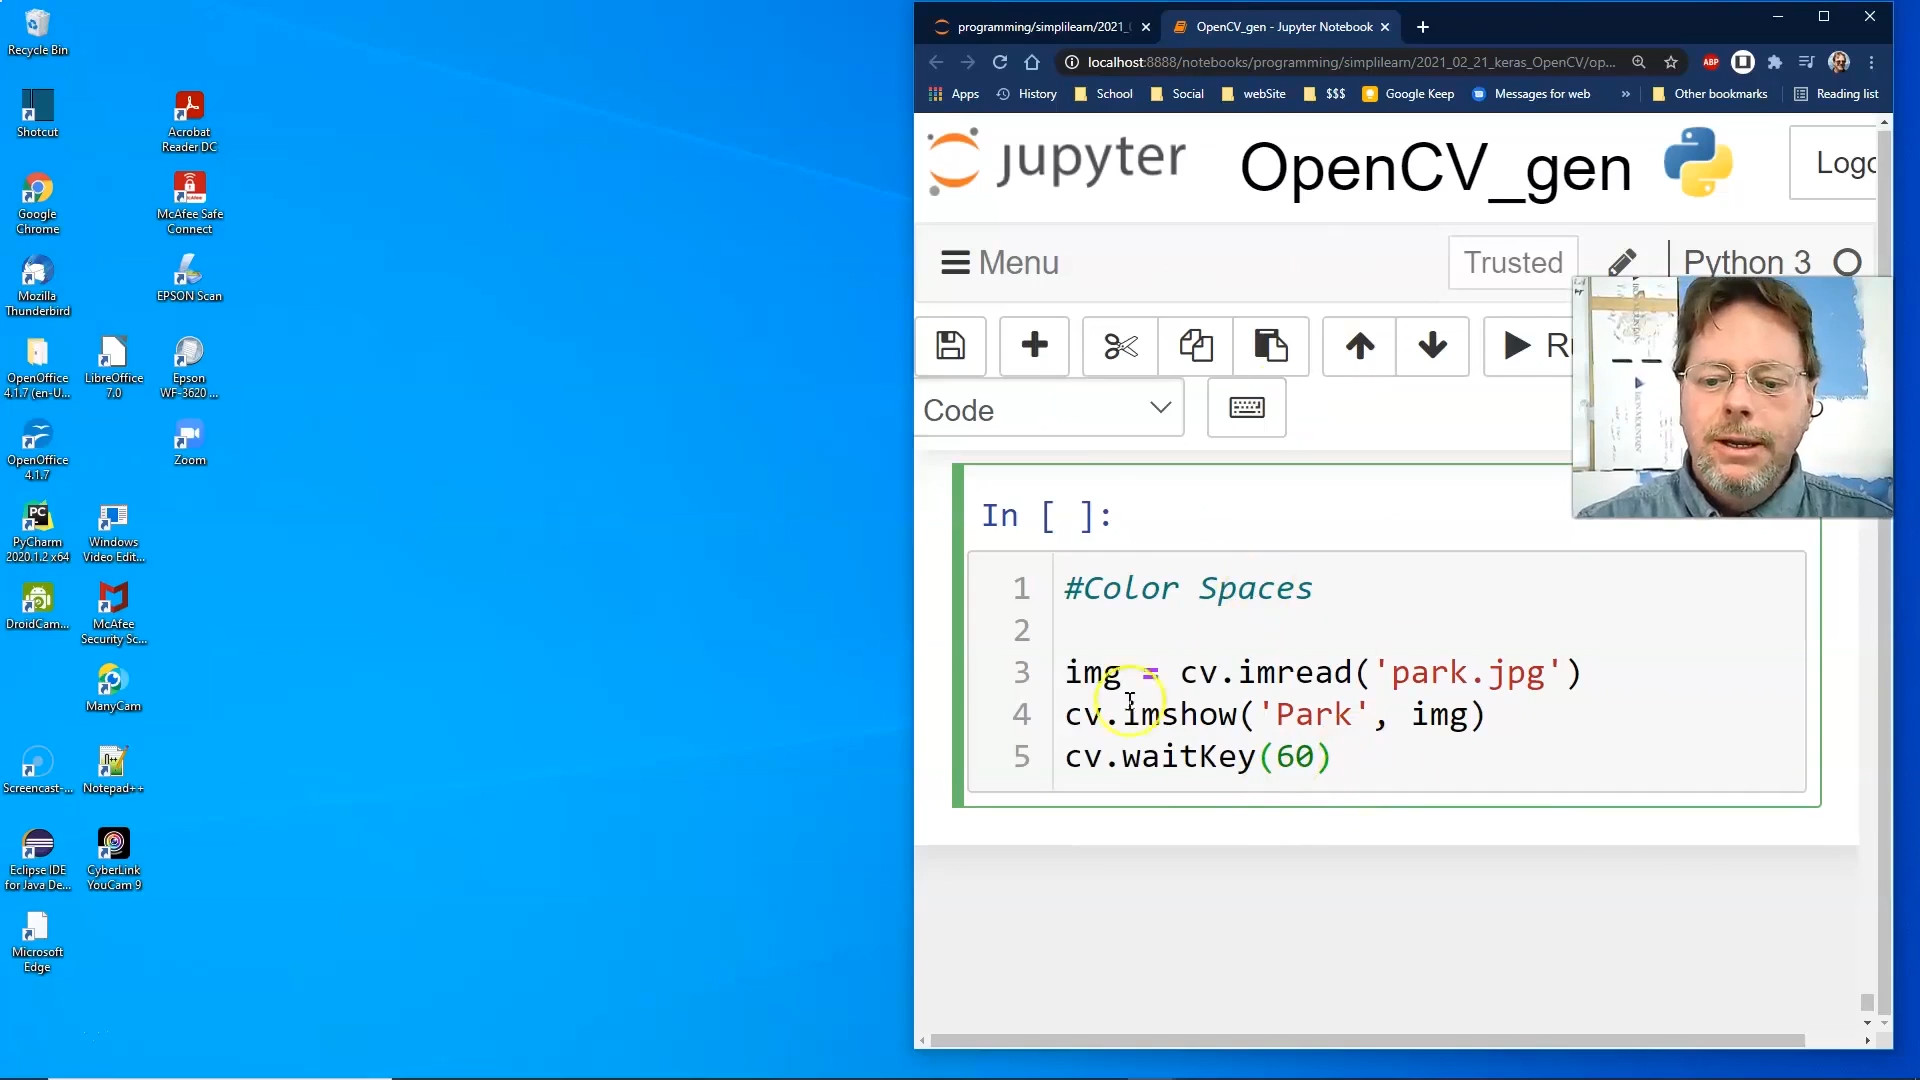 Recycle Bin
Shotcut
Acrobat
Reader DC
Google
Chrome
McAfee Safe
Connect
Mozilla
Thunderbird
EPSON Scan
OpenOffice
4.1.7 (en-U...
LibreOffice
7.0
Epson
WF-3620 ...
OpenOffice
4.1.7
Zoom
PC
PyCharm
2020.1.2 x64
Windows
Video Edit...
DroidCam...
McAfee
Security Sc...
ManyCam
Screencast-...
Notepad++
Eclipse IDE
for Java De...
CyberLink
YouCam 9
Microsoft
Edge
programming/simplilearn/2021_
OpenCV_gen - Jupyter Notebook
localhost:8888/notebooks/programming/simplilearn/2021_02_21_keras_OpenCV/op...
ABP
Apps History School Social webSite $$$ Google Keep Messages for web » Other bookmarks Reading list
jupyter OpenCV_gen Logo
Menu Trusted Python 3
Code
In [ ]:
1 #Color Spaces
2
3 img = cv.imread('park.jpg')
4 cv.imshow('Park', img)
5 cv.waitKey(60)